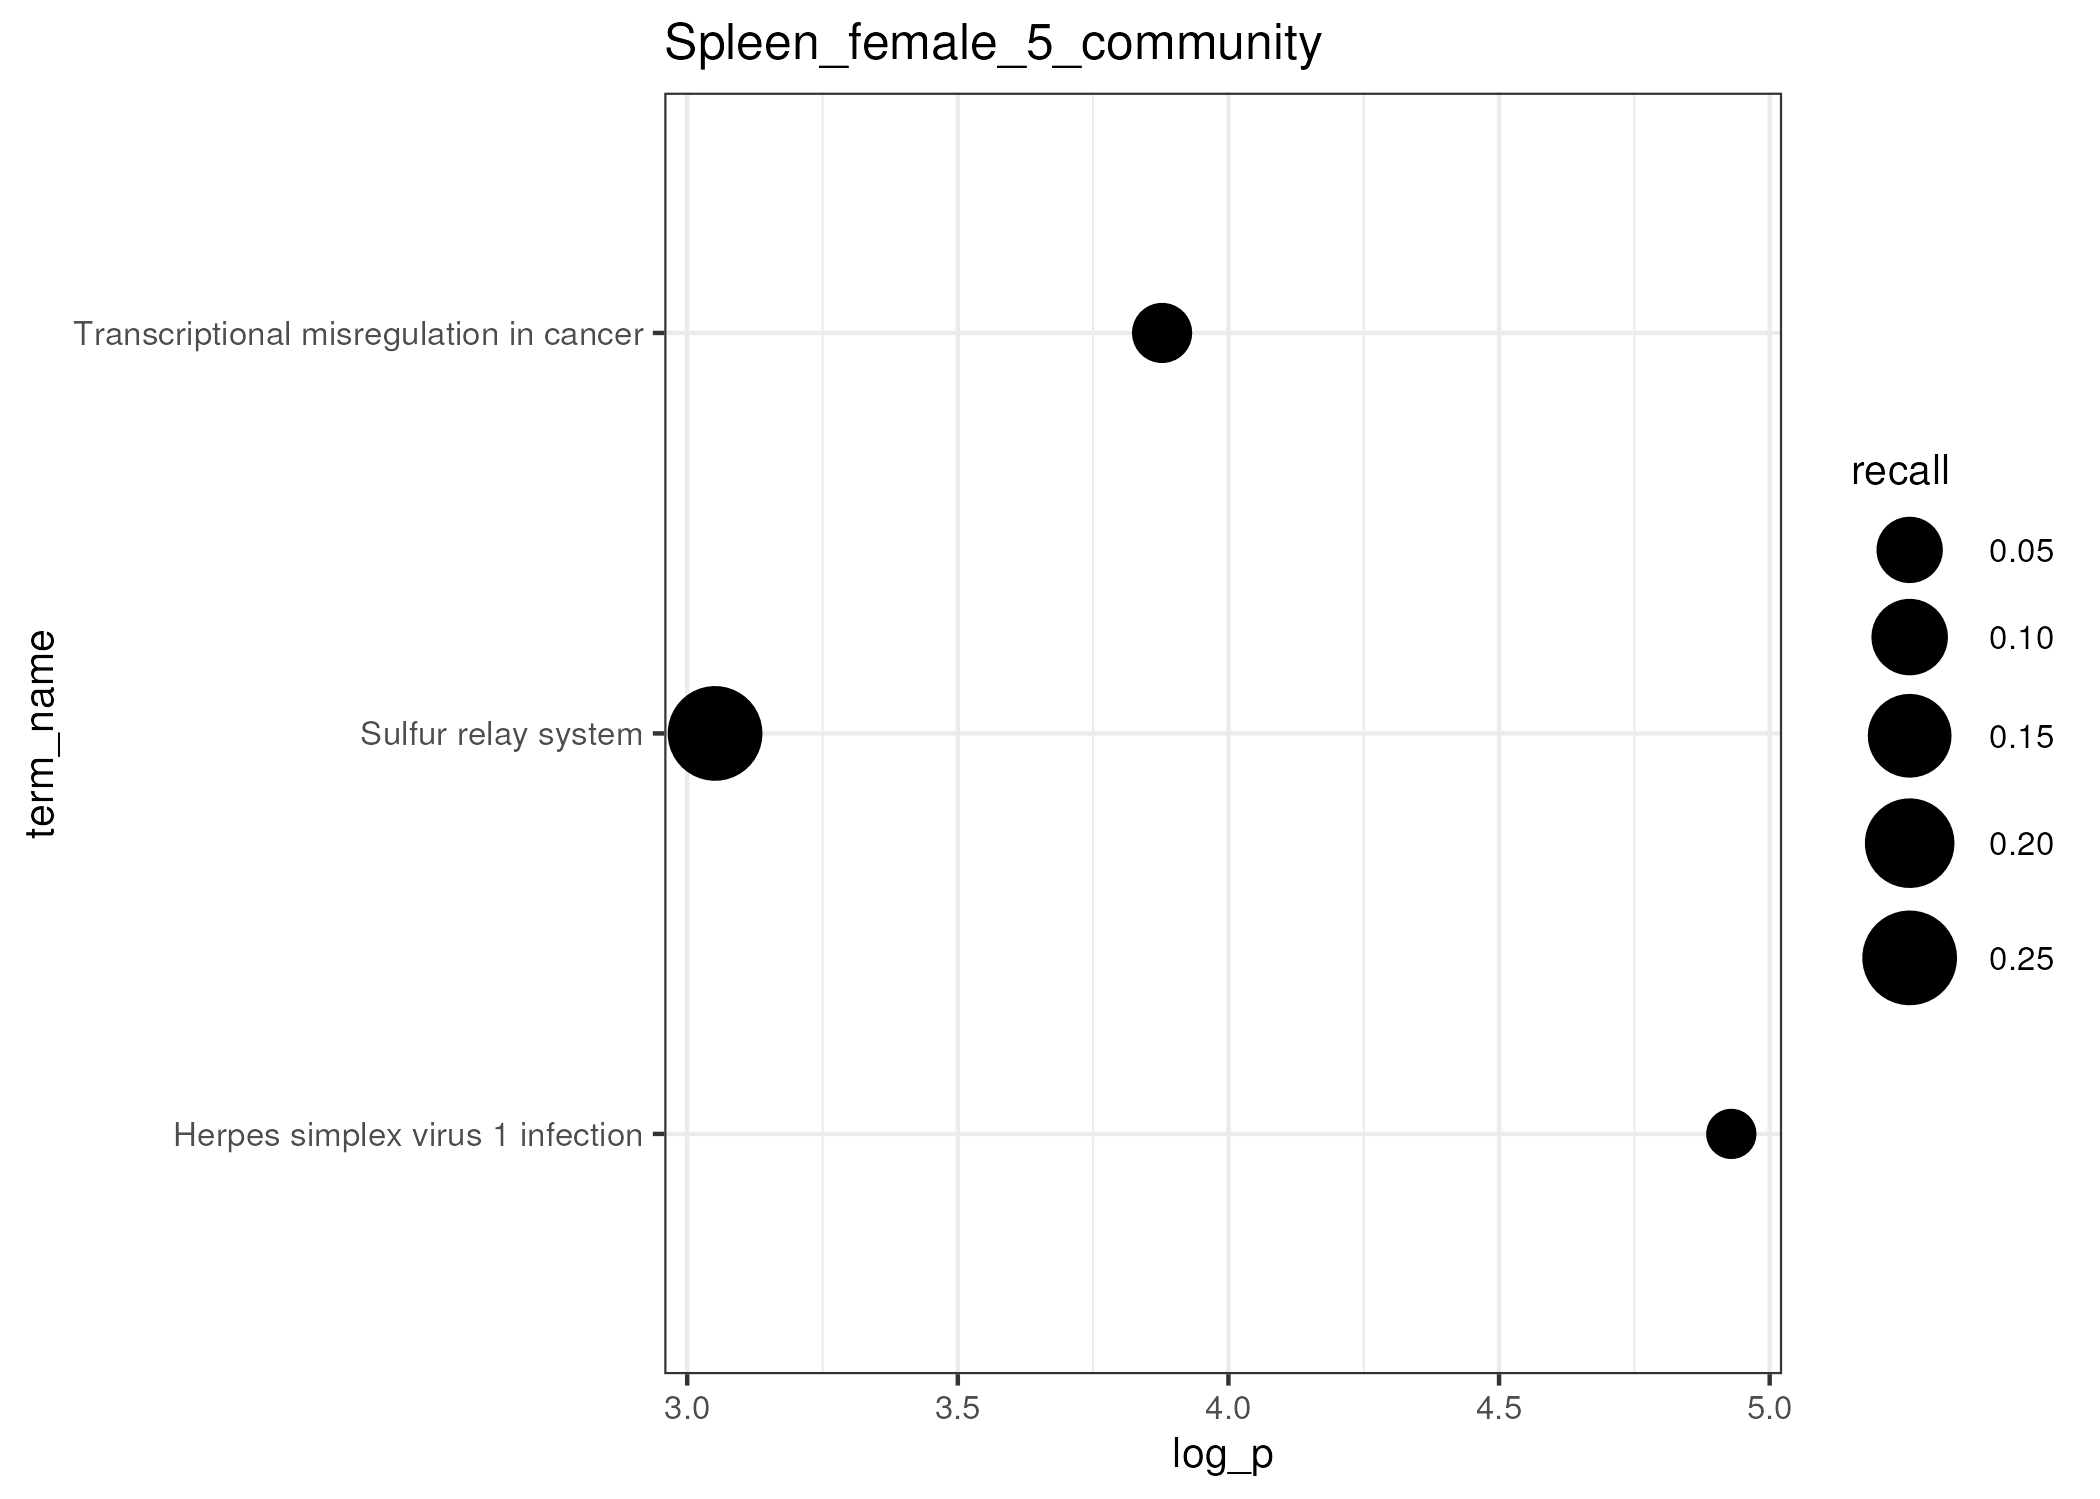 Spleen_female_5_community
Transcriptional misregulation in cancer
Sulfur relay system
Herpes simplex virus 1 infection
term_name
3.0
3.5
4.0
4.5
5.0
log_p
recall
0.05
0.10
0.15
0.20
0.25